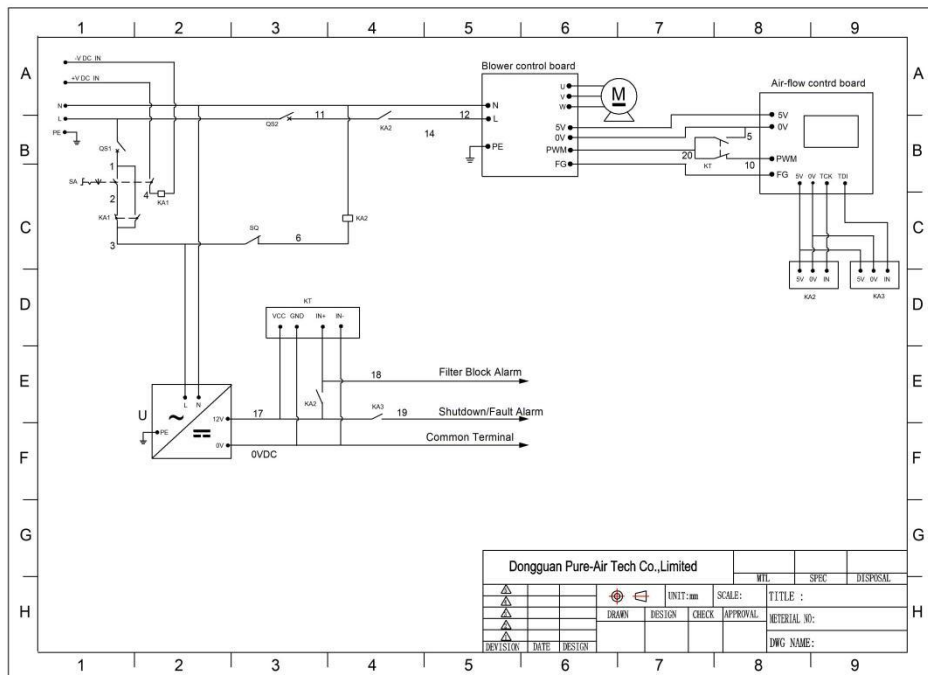 1 2 3 4 5 6 7 8 9
A A
-V DC IN
+V DC IN
N
L
PE
QS2
11
KA2
12
14
Blower control board
N
L
PE
U
V
W
M
5V
0V
PWM
FG
Air-flow contrd board
5V
0V
5
20
KT
10
PWM
FG
5V 0V TCK TDI
B B
QS1
1
SA
2
4
KA1
KA1
3
C C
SQ
6
KA2
5V 0V IN
KA2
5V 0V IN
KA3
D D
KT
VCC GND IN+ IN-
E E
18
Filter Block Alarm
KA2
L N
U
~
PE
12V
0V
17
KA3
19
Shutdown/Fault Alarm
Common Terminal
0VDC
F F
G G
H H
Dongguan Pure-Air Tech Co.,Limited
MTL SPEC DISPOSAL
UNIT:mm SCALE: TITLE :
DRAWN DESIGN CHECK APPROVAL METERIAL NO:
DWG NAME:
DEVISION DATE DESIGN
1 2 3 4 5 6 7 8 9